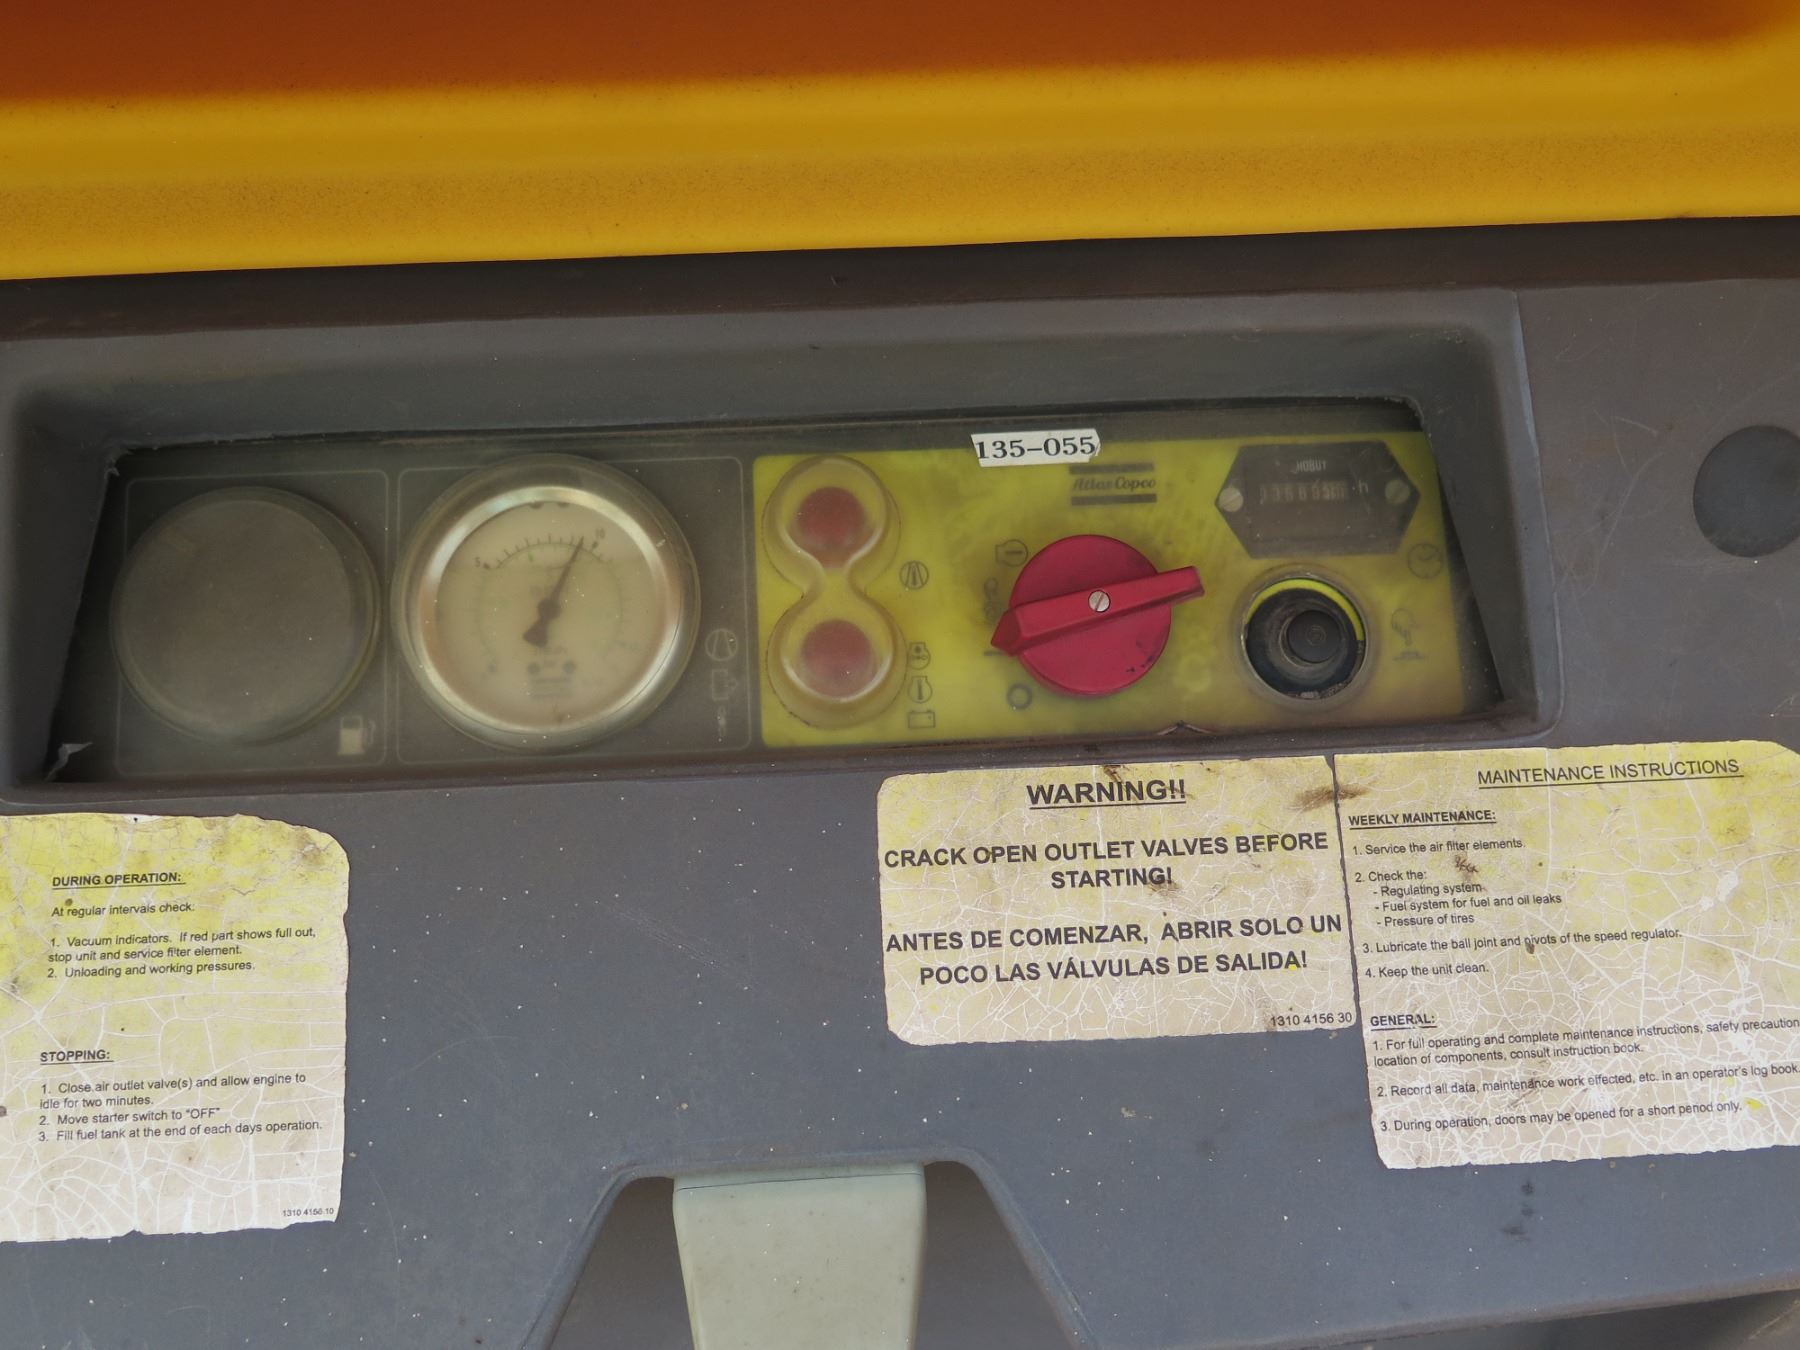 135-055
Atlas Copco
HOBUT
h
5
10
WARNING!!
CRACK OPEN OUTLET VALVES BEFORE
STARTING!
ANTES DE COMENZAR, ABRIR SOLO UN
POCO LAS VÁLVULAS DE SALIDA!
1310 4156 30
MAINTENANCE INSTRUCTIONS
WEEKLY MAINTENANCE:
1. Service the air filter elements.
2. Check the:
- Regulating system
- Fuel system for fuel and oil leaks
- Pressure of tires
3. Lubricate the ball joint and pivots of the speed regulator.
4. Keep the unit clean.
GENERAL:
1. For full operating and complete maintenance instructions, safety precaution
location of components, consult instruction book.
2. Record all data, maintenance work effected, etc. in an operator's log book.
3. During operation, doors may be opened for a short period only.
DURING OPERATION:
At regular intervals check:
1. Vacuum indicators. If red part shows full out,
stop unit and service filter element.
2. Unloading and working pressures.
STOPPING:
1. Close air outlet valve(s) and allow engine to
idle for two minutes.
2. Move starter switch to "OFF"
3. Fill fuel tank at the end of each days operation.
1310 4156 10